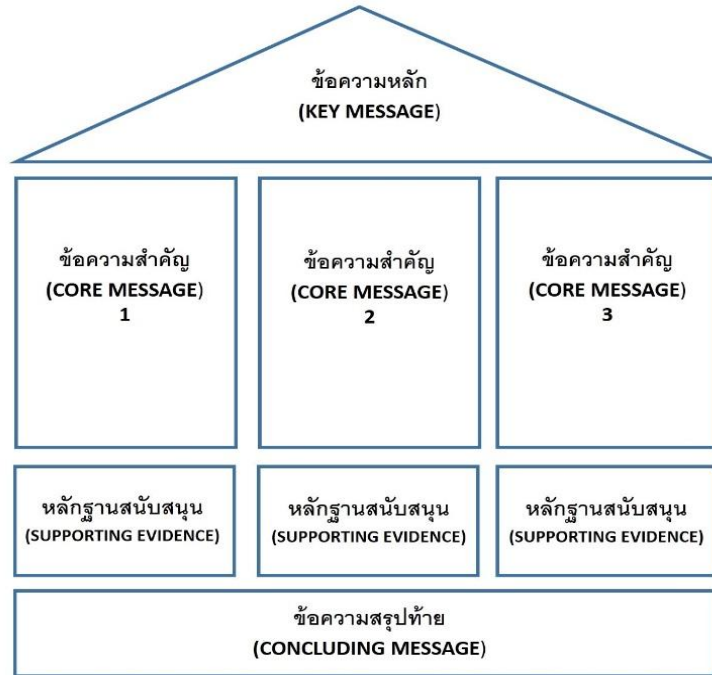 ข้อความหลัก
(KEY MESSAGE)
ข้อความสำคัญ
(CORE MESSAGE)
1
ข้อความสำคัญ
(CORE MESSAGE)
2
ข้อความสำคัญ
(CORE MESSAGE)
3
หลักฐานสนับสนุน
(SUPPORTING EVIDENCE)
หลักฐานสนับสนุน
(SUPPORTING EVIDENCE)
หลักฐานสนับสนุน
(SUPPORTING EVIDENCE)
ข้อความสรุปท้าย
(CONCLUDING MESSAGE)